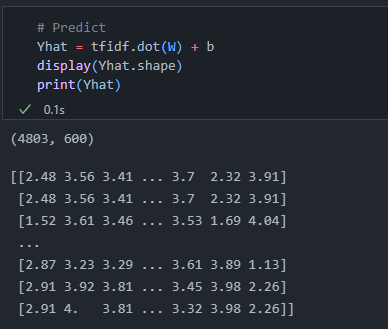 # Predict
Yhat = tfidf.dot(W) + b
display(Yhat.shape)
print(Yhat)
✓ 0.1s
(4803, 600)
[[2.48 3.56 3.41 ... 3.7  2.32 3.91]
 [2.48 3.56 3.41 ... 3.7  2.32 3.91]
 [1.52 3.61 3.46 ... 3.53 1.69 4.04]
 ...
 [2.87 3.23 3.29 ... 3.61 3.89 1.13]
 [2.91 3.92 3.81 ... 3.45 3.98 2.26]
 [2.91 4.   3.81 ... 3.32 3.98 2.26]]